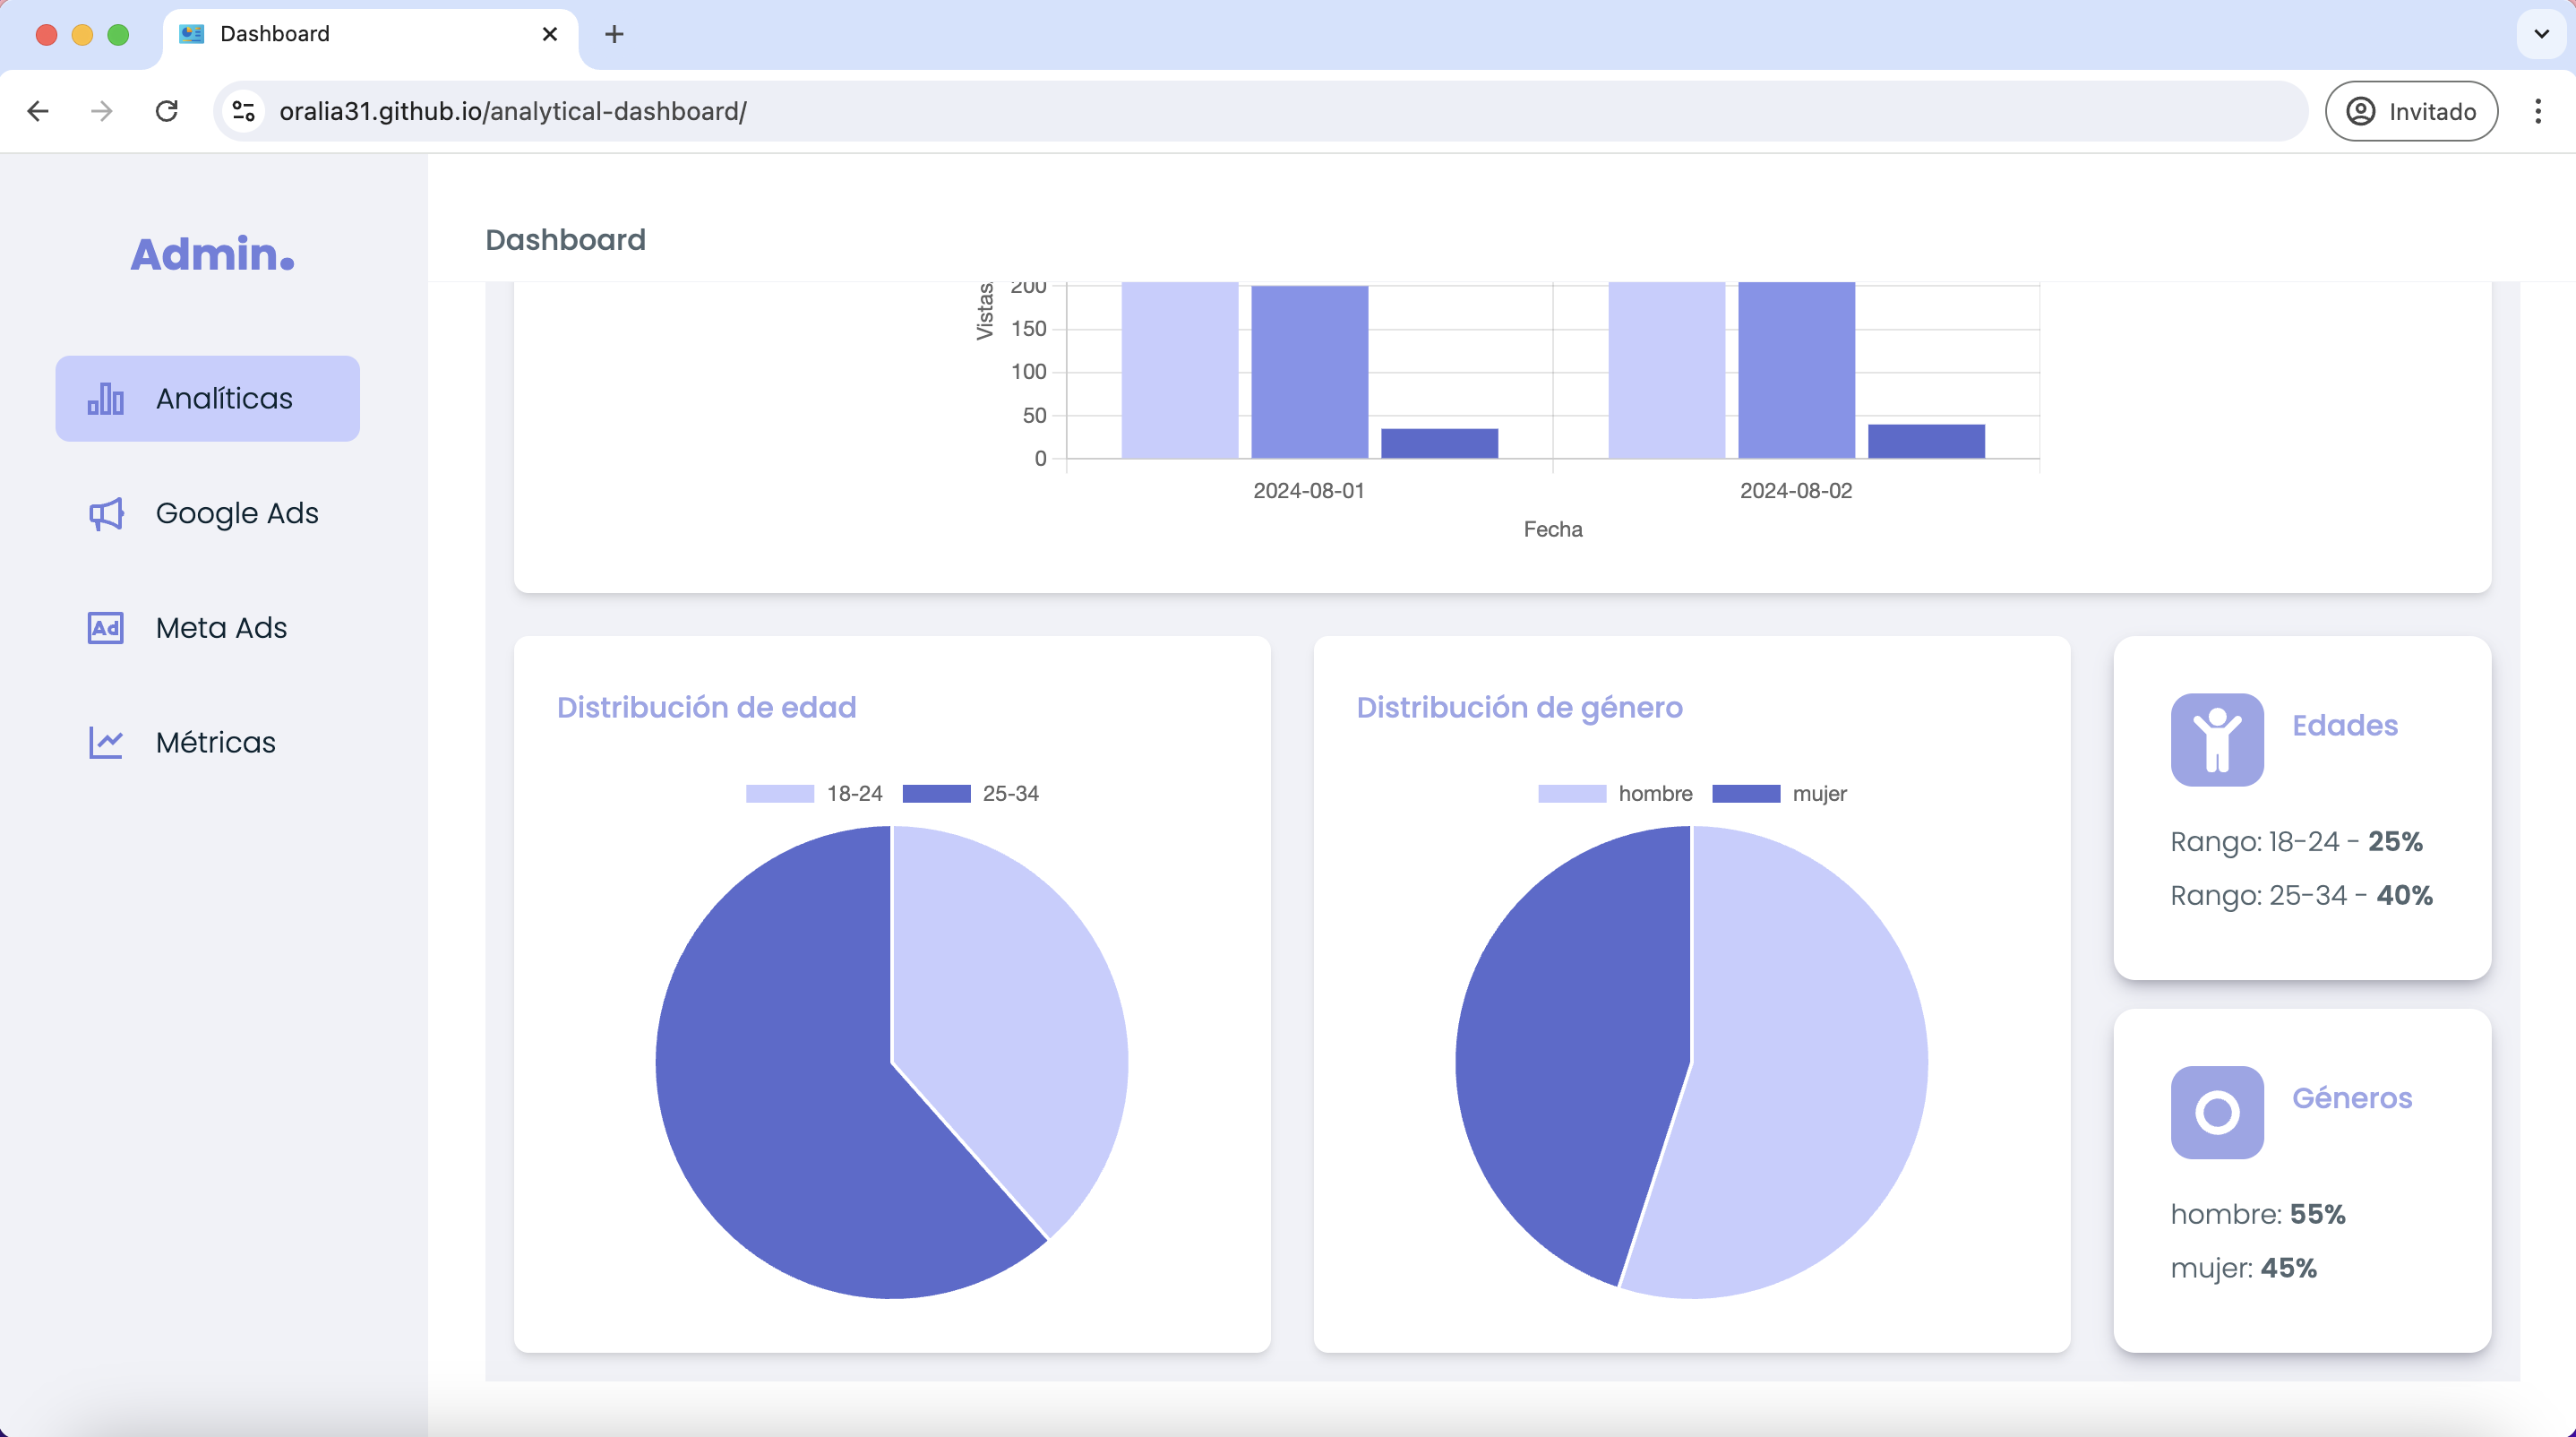 Dashboard
oralia31.github.io/analytical-dashboard/
Invitado
Admin.
Analíticas
Google Ads
Ad
Meta Ads
Métricas
Dashboard
Vistas
200
150
100
50
0
2024-08-01
2024-08-02
Fecha
Distribución de edad
18-24
25-34
Distribución de género
hombre
mujer
Edades
Rango: 18-24 - 25%
Rango: 25-34 - 40%
Géneros
hombre: 55%
mujer: 45%